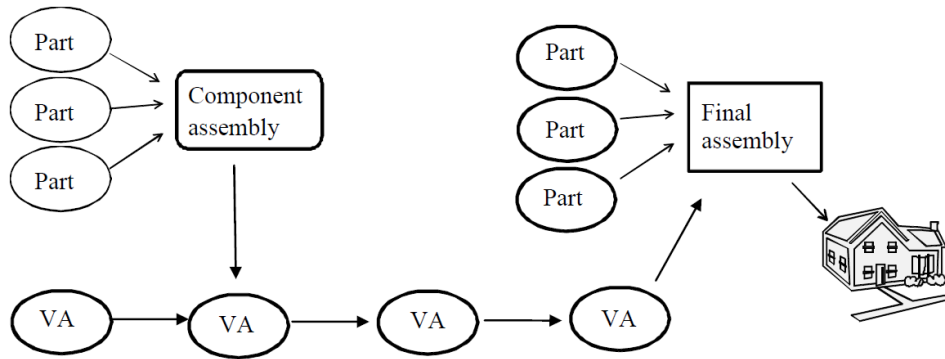 Part
Part
Part
Component
assembly
Part
Part
Part
Final
assembly
VA
VA
VA
VA